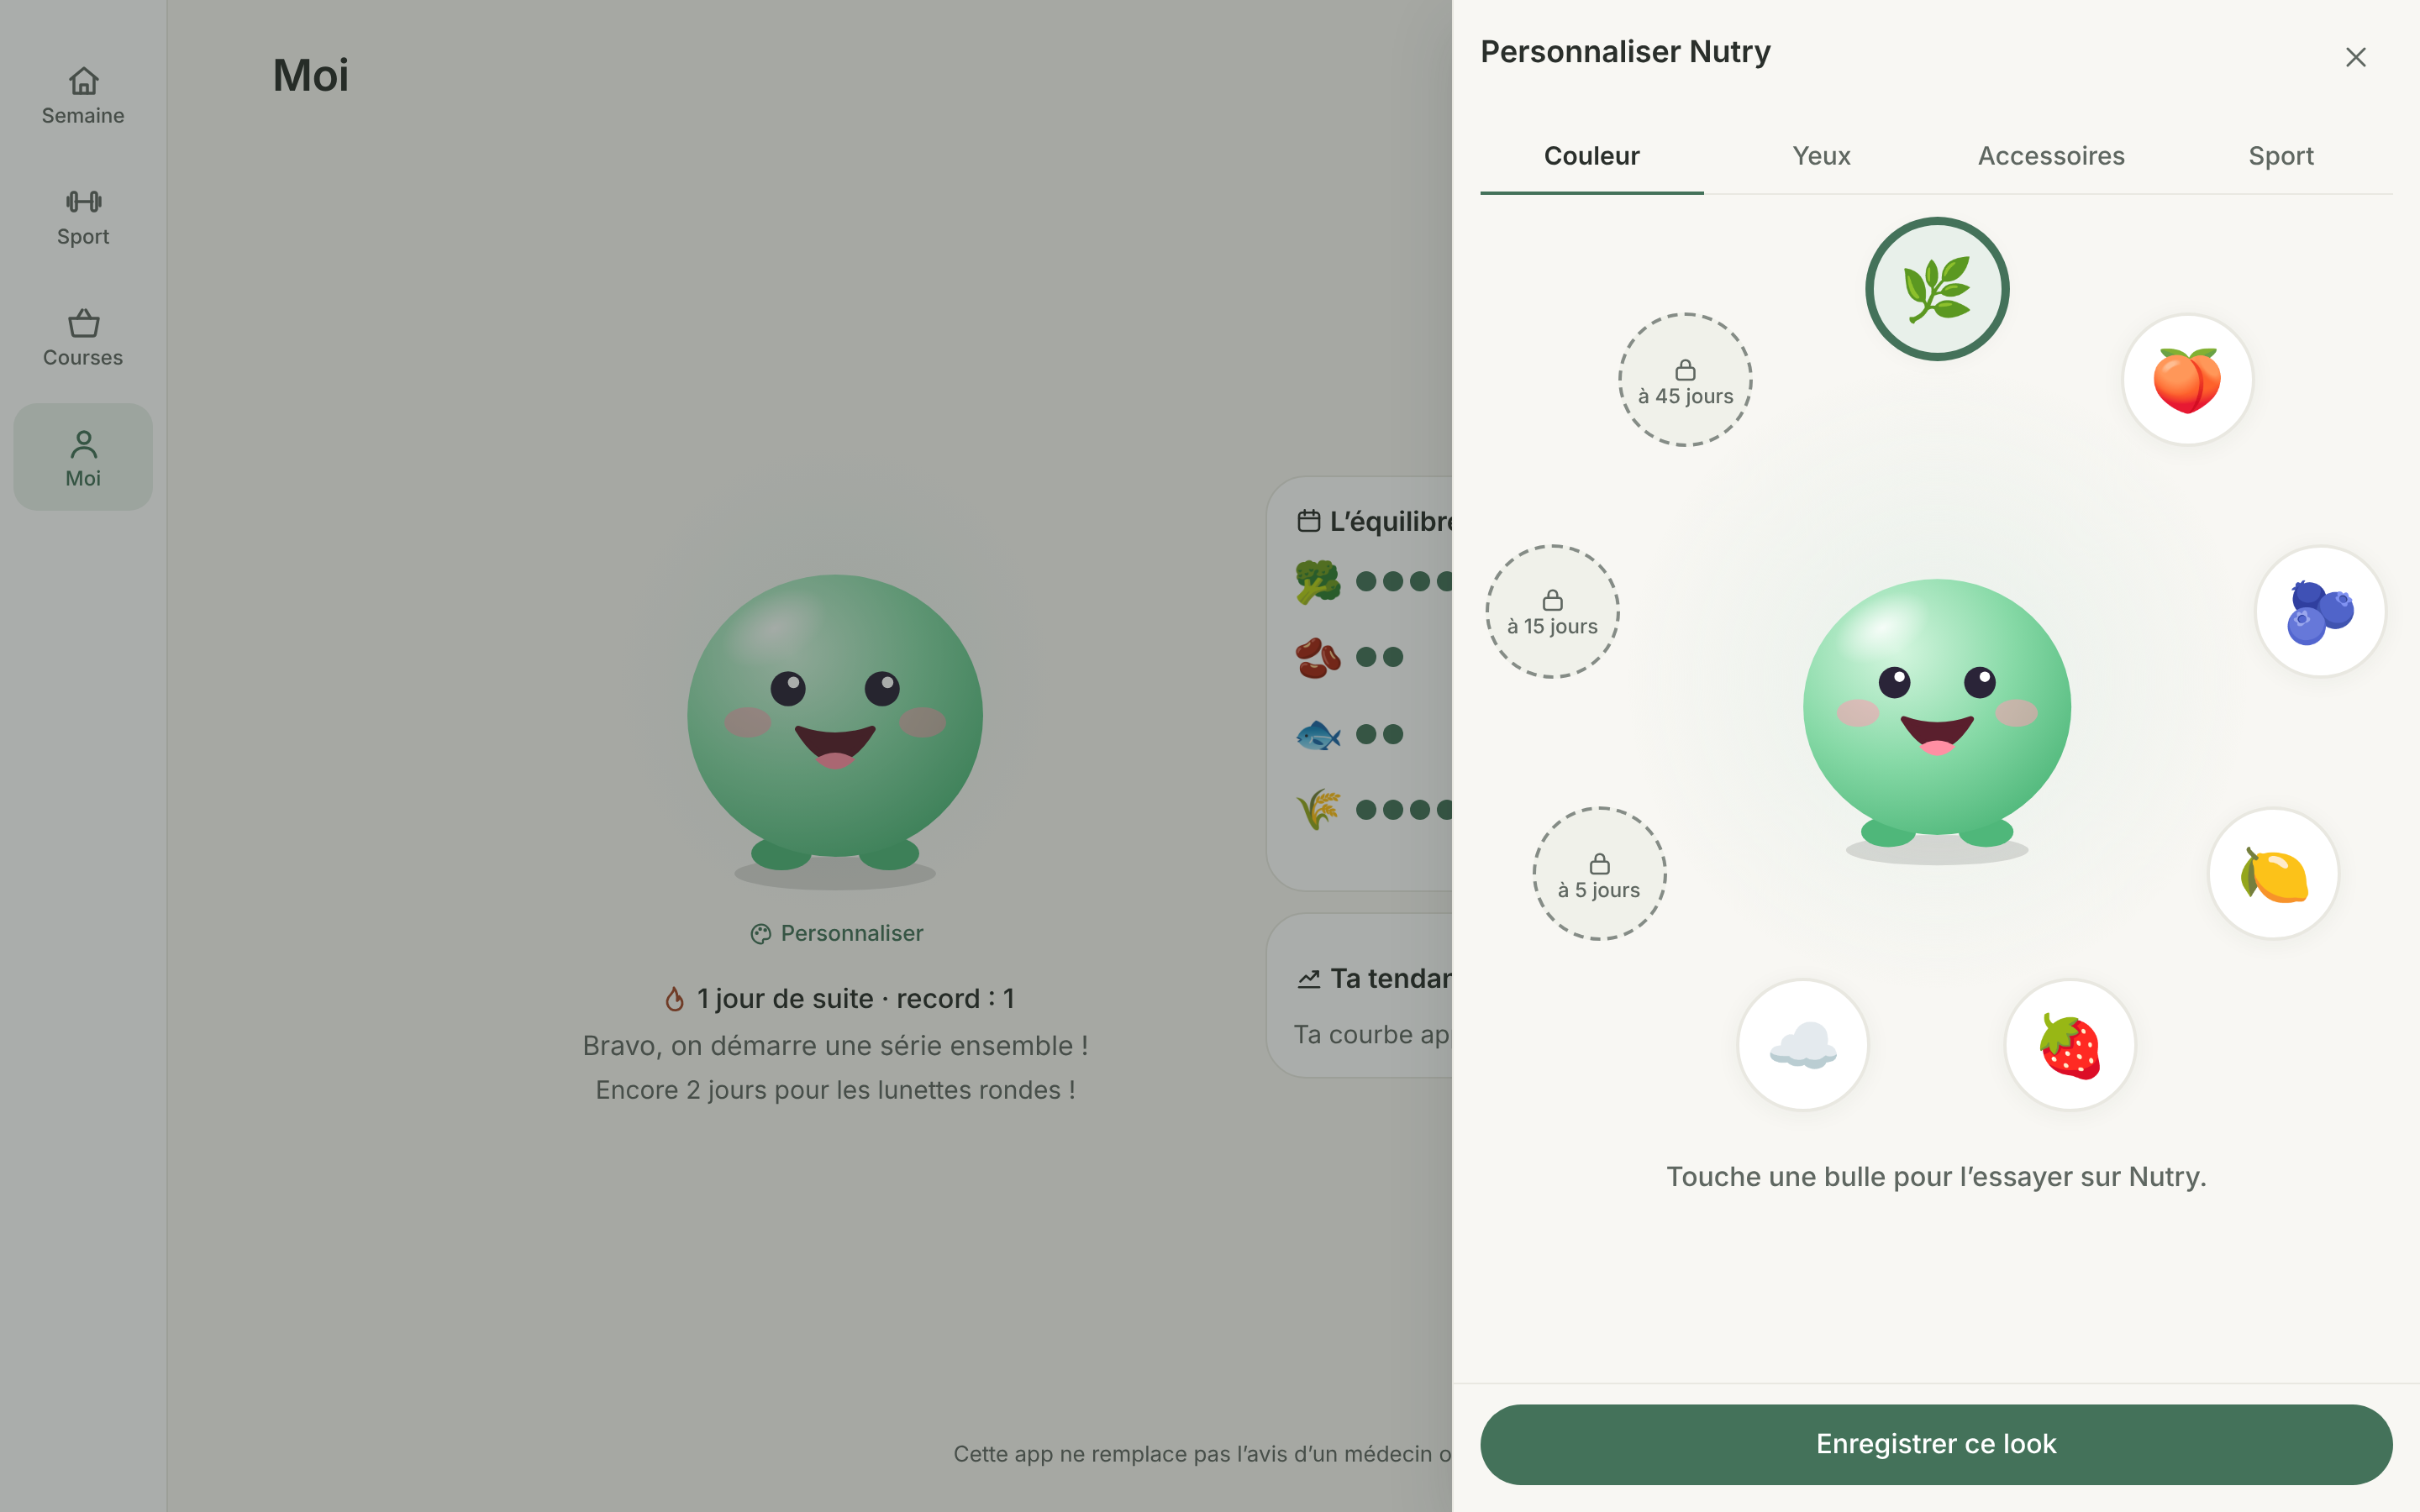 Semaine
Sport
Courses
Moi
Moi
Personnaliser
1 jour de suite · record : 1
Bravo, on démarre une série ensemble !
Encore 2 jours pour les lunettes rondes !
L’équilibre
Ta tendan
Ta courbe ap
Cette app ne remplace pas l’avis d’un médecin o
Personnaliser Nutry
Couleur
Yeux
Accessoires
Sport
à 45 jours
à 15 jours
à 5 jours
Touche une bulle pour l’essayer sur Nutry.
Enregistrer ce look